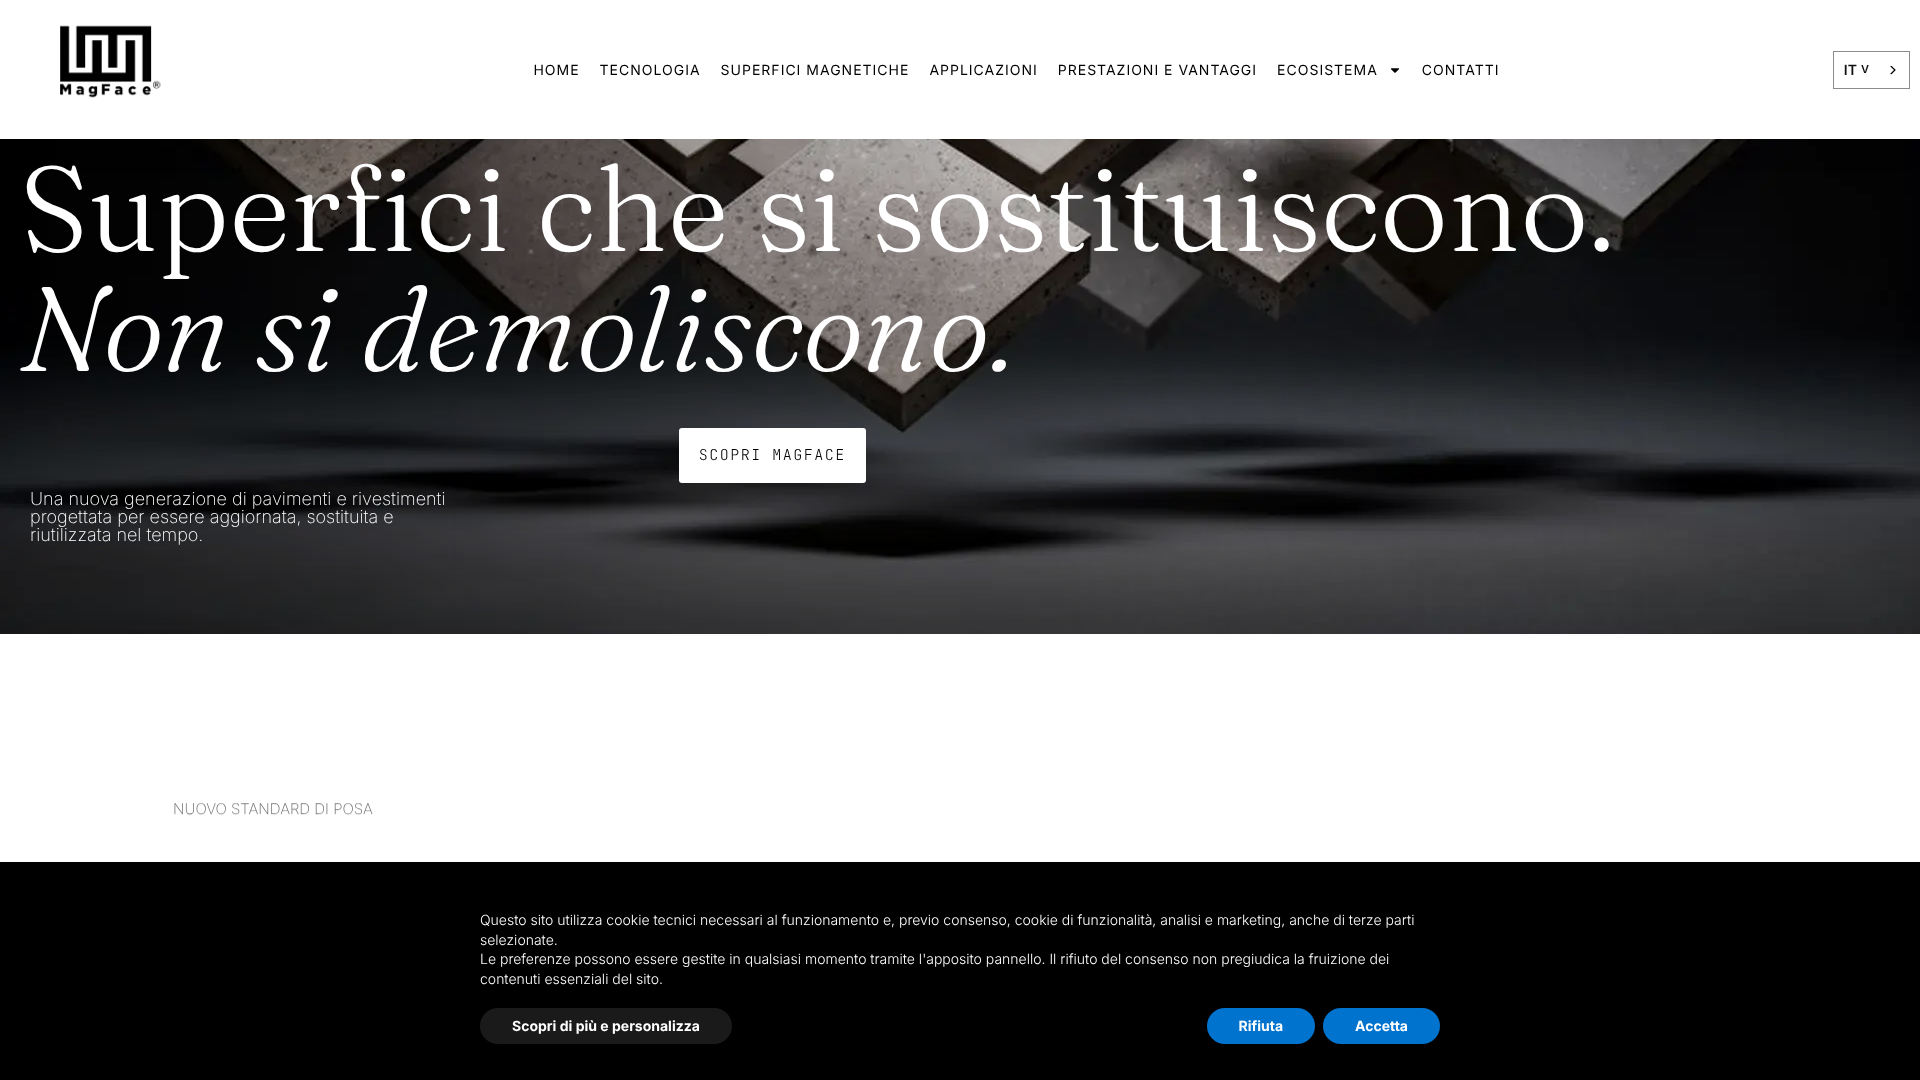 MagFace®
HOME TECNOLOGIA SUPERFICI MAGNETICHE APPLICAZIONI PRESTAZIONI E VANTAGGI ECOSISTEMA CONTATTI
IT V
Superfici che si sostituiscono.
Non si demoliscono.
SCOPRI MAGFACE
Una nuova generazione di pavimenti e rivestimenti
progettata per essere aggiornata, sostituita e
riutilizzata nel tempo.
NUOVO STANDARD DI POSA
Questo sito utilizza cookie tecnici necessari al funzionamento e, previo consenso, cookie di funzionalità, analisi e marketing, anche di terze parti
selezionate.
Le preferenze possono essere gestite in qualsiasi momento tramite l'apposito pannello. Il rifiuto del consenso non pregiudica la fruizione dei
contenuti essenziali del sito.
Scopri di più e personalizza
Rifiuta
Accetta